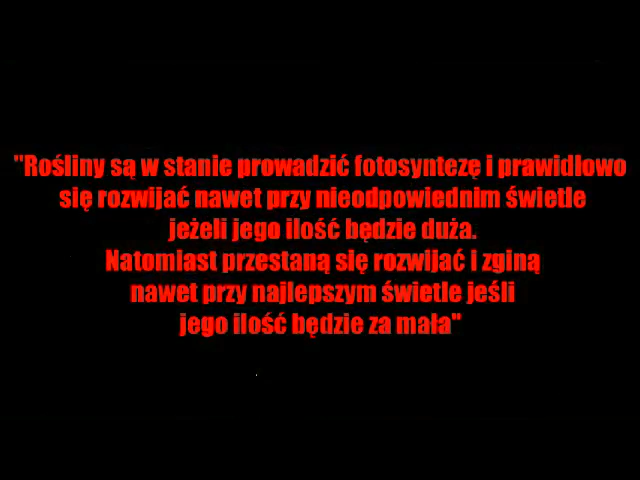 "Rośliny są w stanie prowadzić fotosyntezę i prawidłowo
się rozwijać nawet przy nieodpowiednim świetle
jeżeli jego ilość będzie duża.
Natomiast przestaną się rozwijać i zginą
nawet przy najlepszym świetle jeśli
jego ilość będzie za mała"